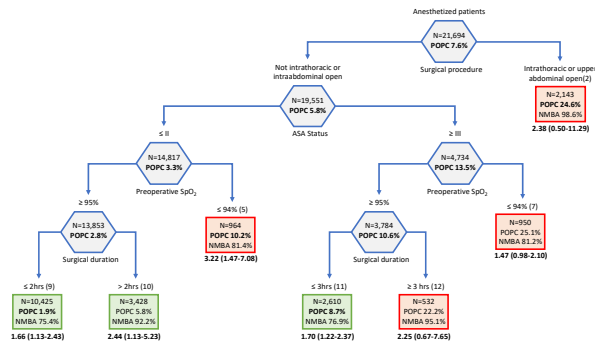 Anesthetized patients
N=21,694
POPC 7.6%
Surgical procedure
Not intrathoracic or
intraabdominal open
Intrathoracic or upper
abdominal open(2)
N=2,143
POPC 24.6%
NMBA 98.6%
2.38 (0.50-11.29)
N=19,551
POPC 5.8%
ASA Status
≤ II
≥ III
N=14,817
POPC 3.3%
Preoperative SpO₂
N=4,734
POPC 13.5%
Preoperative SpO₂
≥ 95%
≤ 94% (5)
≥ 95%
≤ 94% (7)
N=13,853
POPC 2.8%
Surgical duration
N=964
POPC 10.2%
NMBA 81.4%
3.22 (1.47-7.08)
N=3,784
POPC 10.6%
Surgical duration
N=950
POPC 25.1%
NMBA 81.2%
1.47 (0.98-2.10)
≤ 2hrs (9)
> 2hrs (10)
≤ 3hrs (11)
≥ 3 hrs (12)
N=10,425
POPC 1.9%
NMBA 75.4%
1.66 (1.13-2.43)
N=3,428
POPC 5.8%
NMBA 92.2%
2.44 (1.13-5.23)
N=2,610
POPC 8.7%
NMBA 76.9%
1.70 (1.22-2.37)
N=532
POPC 22.2%
NMBA 95.1%
2.25 (0.67-7.65)